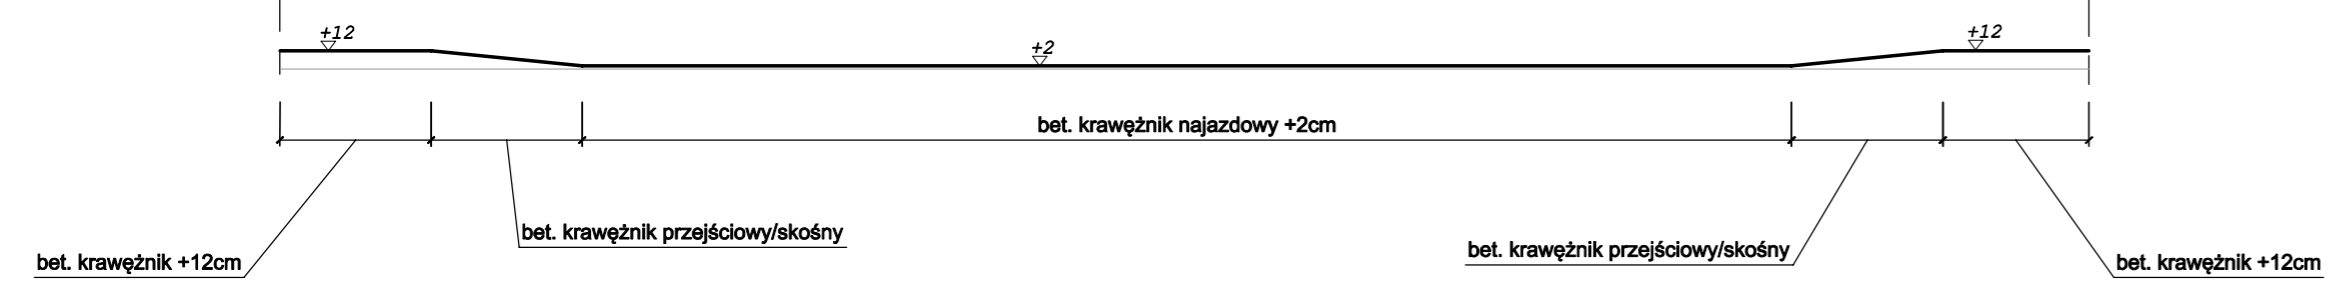 +12
+2
+12
bet. krawężnik najazdowy +2cm
bet. krawężnik przejściowy/skośny
bet. krawężnik przejściowy/skośny
bet. krawężnik +12cm
bet. krawężnik +12cm